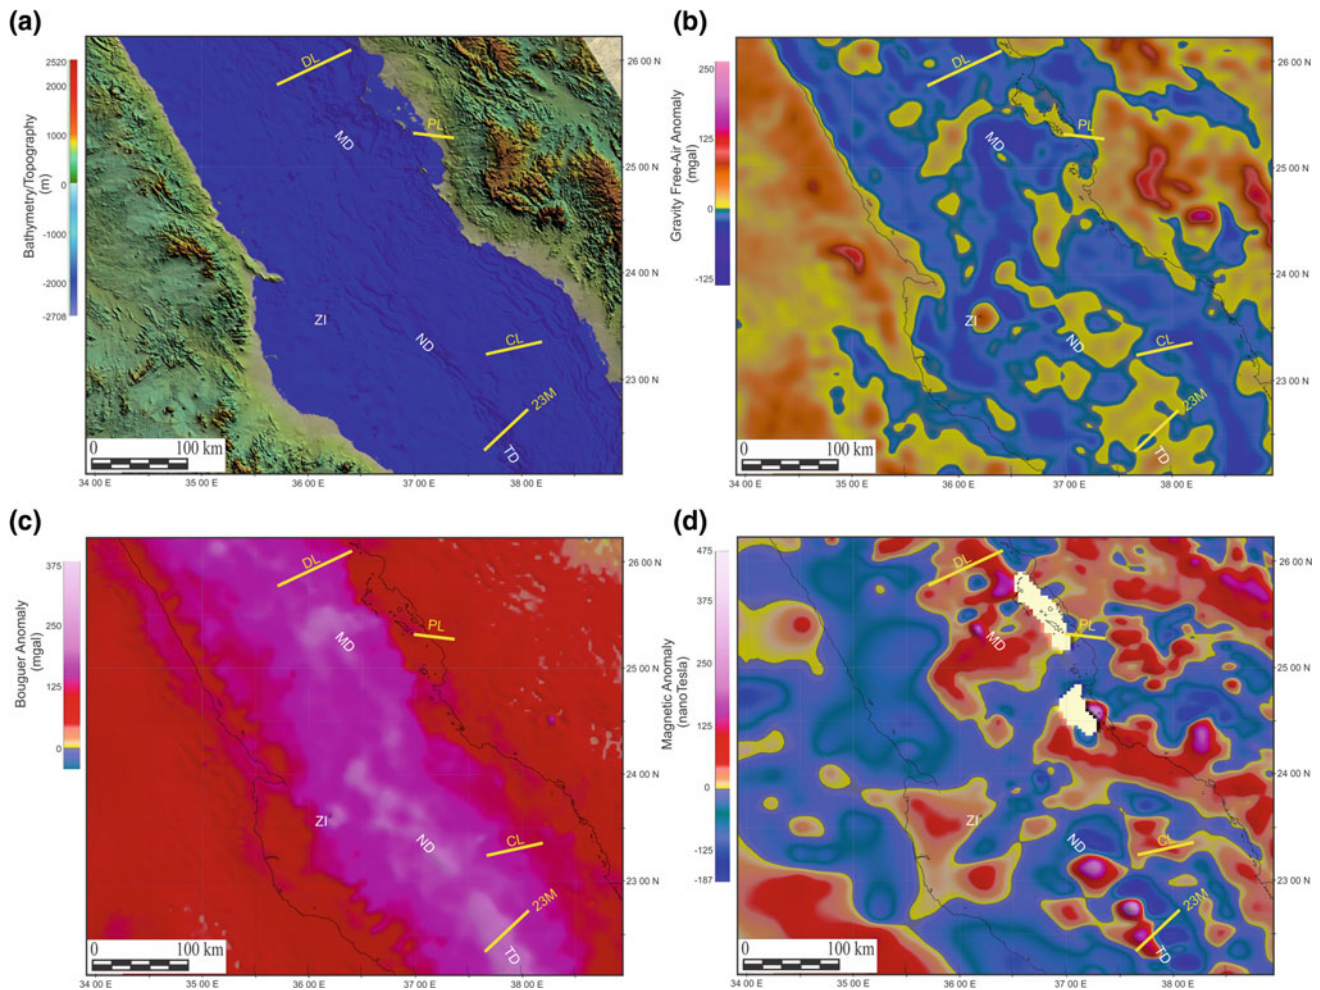 (a)
2520
2000
1000
0
-1000
-2000
-2708
Bathymetry/Topography
(m)
DL
PL
MD
ZI
ND
CL
23M
TD
0 100 km
26 00 N
25 00 N
24 00 N
23 00 N
34 00 E 35 00 E 36 00 E 37 00 E 38 00 E
(b)
250
125
0
-125
Gravity Free-Air Anomaly
(mgal)
DL
PL
MD
ZI
ND
CL
23M
TD
0 100 km
26 00 N
25 00 N
24 00 N
23 00 N
34 00 E 35 00 E 36 00 E 37 00 E 38 00 E
(c)
375
250
125
0
Bouguer Anomaly
(mgal)
DL
PL
MD
ZI
ND
CL
23M
TD
0 100 km
26 00 N
25 00 N
24 00 N
23 00 N
34 00 E 35 00 E 36 00 E 37 00 E 38 00 E
(d)
475
375
250
125
0
-125
-187
Magnetic Anomaly
(nanoTesla)
DL
PL
MD
ZI
ND
CL
23M
TD
0 100 km
26 00 N
25 00 N
24 00 N
23 00 N
34 00 E 35 00 E 36 00 E 37 00 E 38 00 E